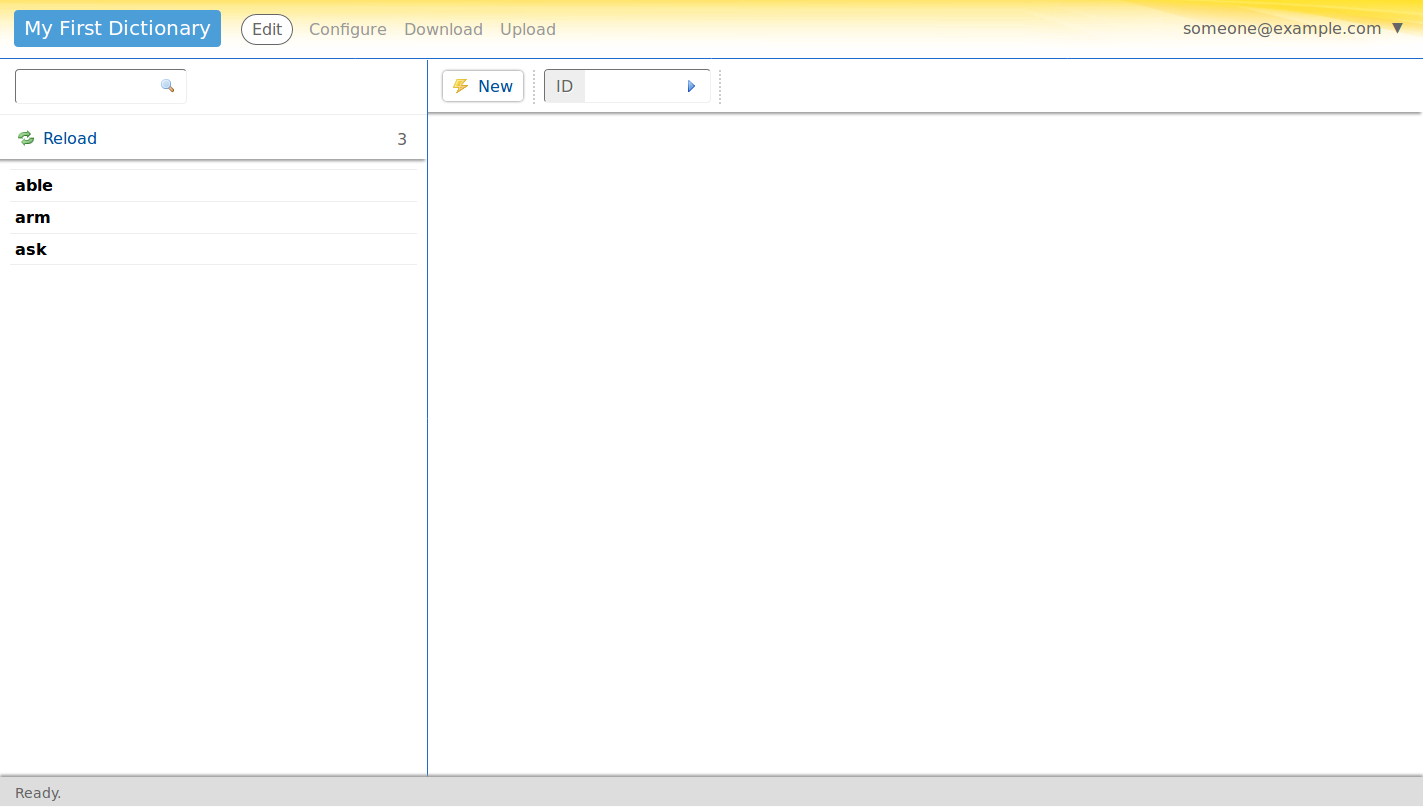 My First Dictionary Edit Configure Download Upload someone@example.com ▼
New ID
Reload 3
able
arm
ask
Ready.